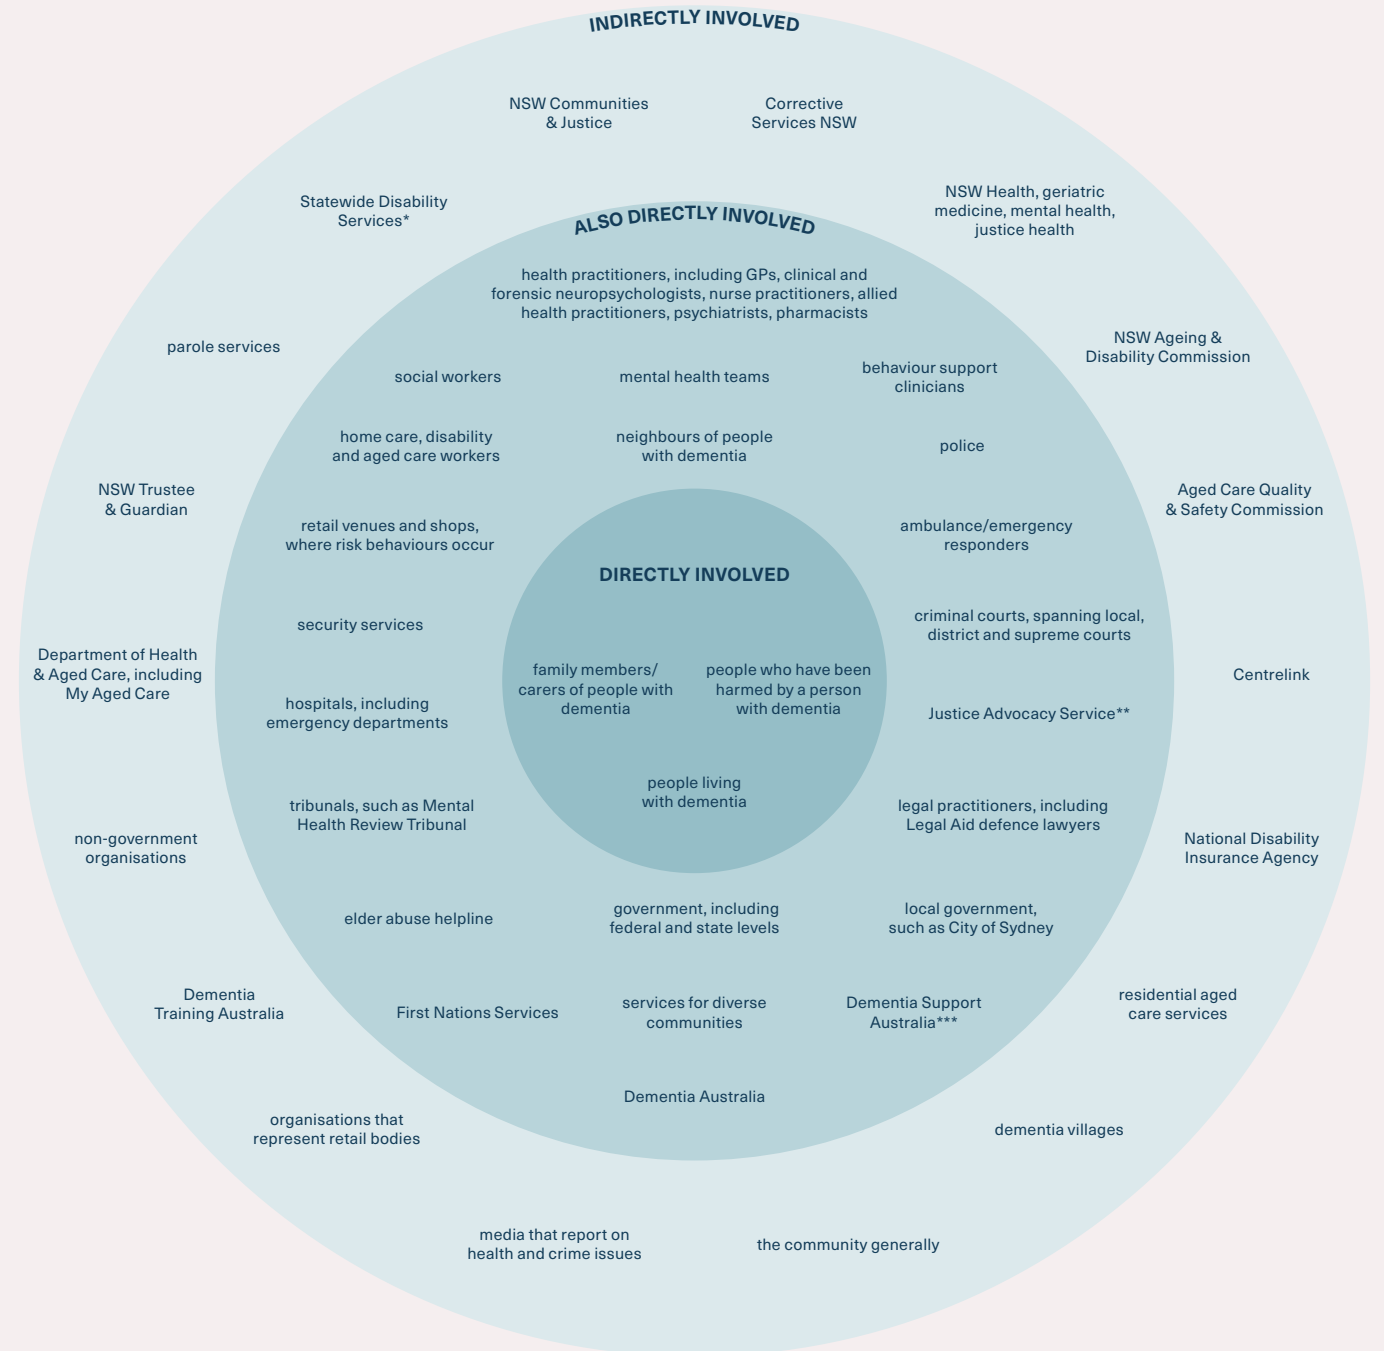 INDIRECTLY INVOLVED
NSW Communities
& Justice
Corrective
Services NSW
Statewide Disability
Services*
NSW Health, geriatric
medicine, mental health,
justice health
parole services
NSW Ageing &
Disability Commission
NSW Trustee
& Guardian
Aged Care Quality
& Safety Commission
Department of Health
& Aged Care, including
My Aged Care
Centrelink
non-government
organisations
National Disability
Insurance Agency
Dementia
Training Australia
residential aged
care services
organisations that
represent retail bodies
dementia villages
media that report on
health and crime issues
the community generally
ALSO DIRECTLY INVOLVED
health practitioners, including GPs, clinical and
forensic neuropsychologists, nurse practitioners, allied
health practitioners, psychiatrists, pharmacists
social workers
mental health teams
behaviour support
clinicians
home care, disability
and aged care workers
neighbours of people
with dementia
police
retail venues and shops,
where risk behaviours occur
ambulance/emergency
responders
security services
criminal courts, spanning local,
district and supreme courts
hospitals, including
emergency departments
Justice Advocacy Service**
tribunals, such as Mental
Health Review Tribunal
legal practitioners, including
Legal Aid defence lawyers
elder abuse helpline
government, including
federal and state levels
local government,
such as City of Sydney
First Nations Services
services for diverse
communities
Dementia Support
Australia***
Dementia Australia
DIRECTLY INVOLVED
family members/
carers of people with
dementia
people who have been
harmed by a person
with dementia
people living
with dementia